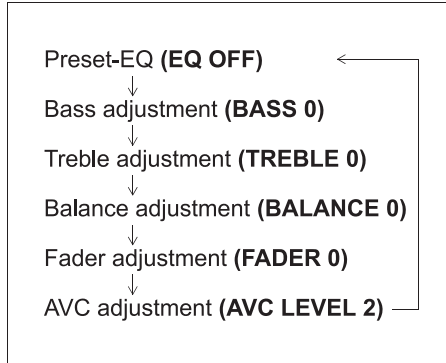 Preset-EQ (EQ OFF)
Bass adjustment (BASS 0)
Treble adjustment (TREBLE 0)
Balance adjustment (BALANCE 0)
Fader adjustment (FADER 0)
AVC adjustment (AVC LEVEL 2)